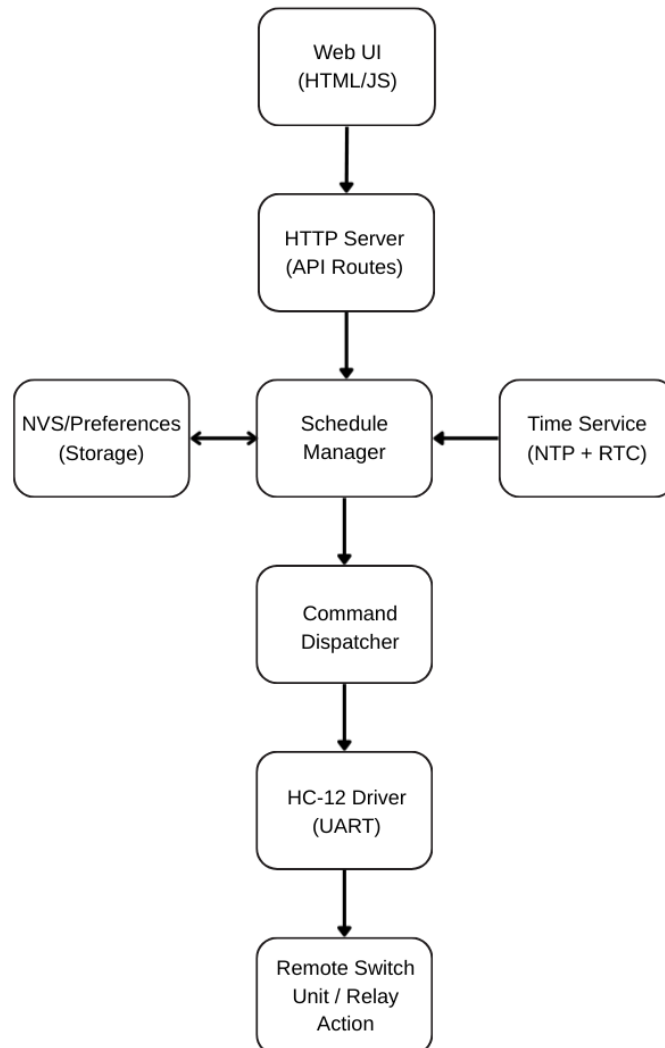 Web UI
(HTML/JS)
HTTP Server
(API Routes)
NVS/Preferences
(Storage)
Schedule
Manager
Time Service
(NTP + RTC)
Command
Dispatcher
HC-12 Driver
(UART)
Remote Switch
Unit / Relay
Action